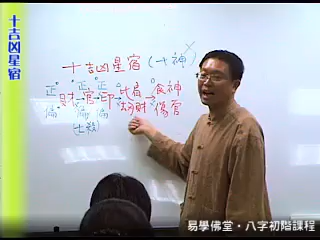 十吉凶星宿
十吉凶星宿(十神)
正 正 正 比肩 食神
財→官→印→劫財→傷官
偏 偏 偏
(七殺)
易學佛堂・八字初階課程